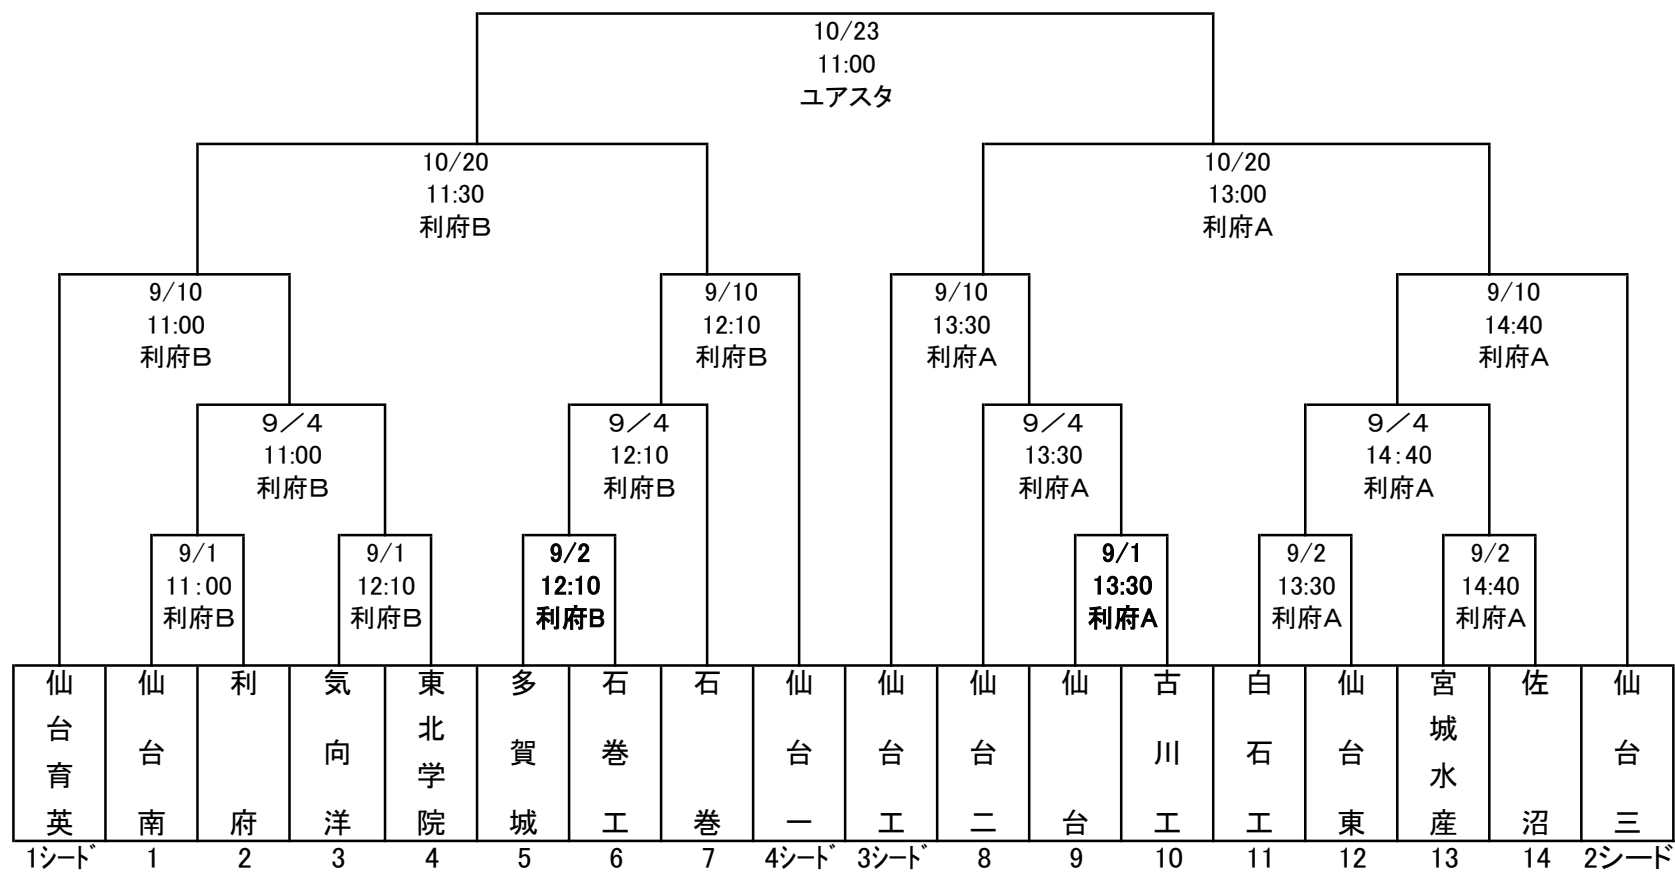 10/23
11:00
ユアスタ
10/20
11:30
利府B
10/20
13:00
利府A
9/10
11:00
利府B
9/10
12:10
利府B
9/10
13:30
利府A
9/10
14:40
利府A
9／4
11:00
利府B
9／4
12:10
利府B
9／4
13:30
利府A
9／4
14:40
利府A
9/1
11:00
利府B
9/1
12:10
利府B
9/2
12:10
利府B
9/1
13:30
利府A
9/2
13:30
利府A
9/2
14:40
利府A
仙台育英
仙台南
利府
気向洋
東北学院
多賀城
石巻工
石巻
仙台一
仙台工
仙台二
仙台
古川工
白石工
仙台東
宮城水産
佐沼
仙台三
1シード 1 2 3 4 5 6 7 4シード 3シード 8 9 10 11 12 13 14 2シード